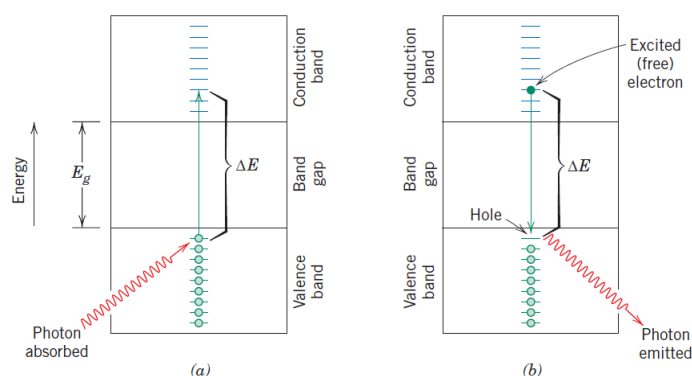 Energy
E_g
Conduction
band
ΔE
Band
gap
Valence
band
Photon
absorbed
(a)
Conduction
band
Excited
(free)
electron
Band
gap
ΔE
Hole
Valence
band
Photon
emitted
(b)